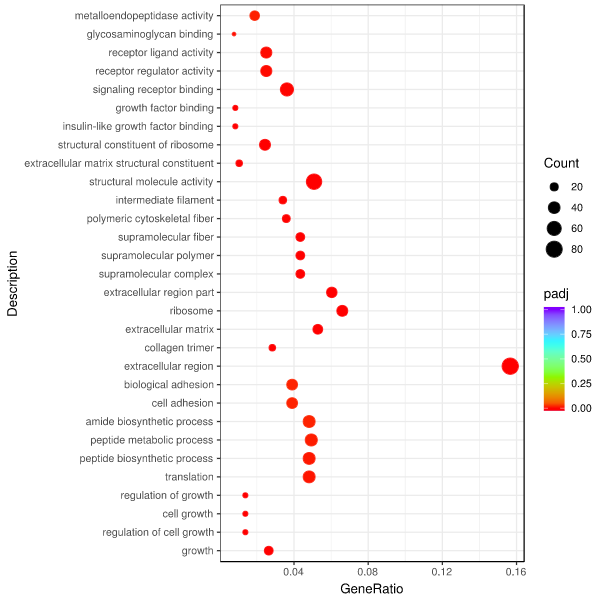 metalloendopeptidase activity
glycosaminoglycan binding
receptor ligand activity
receptor regulator activity
signaling receptor binding
growth factor binding
insulin-like growth factor binding
structural constituent of ribosome
extracellular matrix structural constituent
structural molecule activity
intermediate filament
polymeric cytoskeletal fiber
supramolecular fiber
supramolecular polymer
supramolecular complex
extracellular region part
ribosome
extracellular matrix
collagen trimer
extracellular region
biological adhesion
cell adhesion
amide biosynthetic process
peptide metabolic process
peptide biosynthetic process
translation
regulation of growth
cell growth
regulation of cell growth
growth
Description
0.04 0.08 0.12 0.16
GeneRatio
Count
20
40
60
80
padj
1.00
0.75
0.50
0.25
0.00